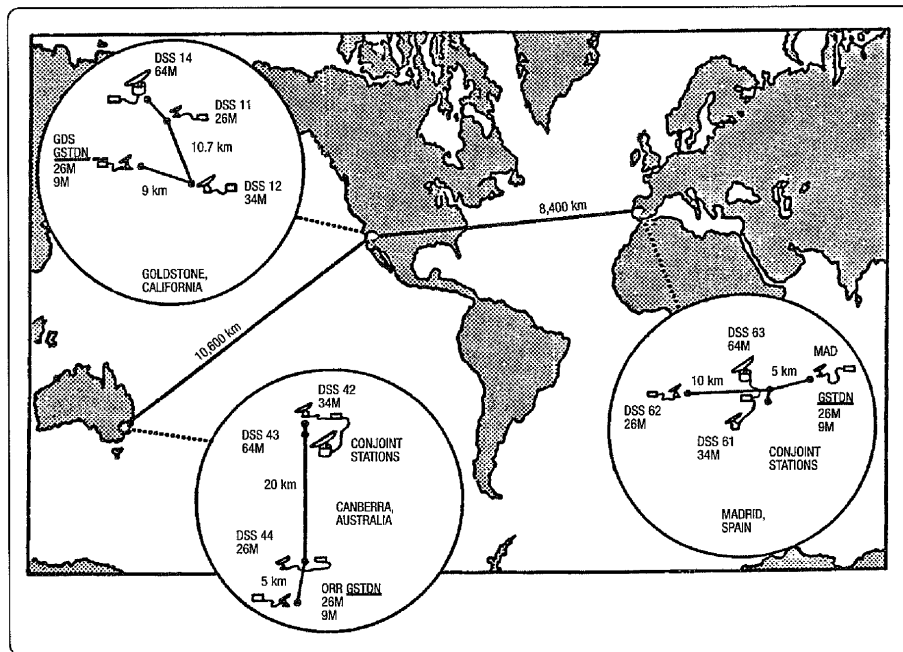 DSS 14
64M
DSS 11
26M
10.7 km
GDS
GSTDN
26M
9M
9 km
DSS 12
34M
GOLDSTONE,
CALIFORNIA
8,400 km
10,600 km
DSS 63
64M
MAD
10 km
5 km
GSTDN
26M
9M
DSS 62
26M
DSS 61
34M
CONJOINT
STATIONS
MADRID,
SPAIN
DSS 42
34M
DSS 43
64M
CONJOINT
STATIONS
20 km
CANBERRA,
AUSTRALIA
DSS 44
26M
5 km
ORR GSTDN
26M
9M